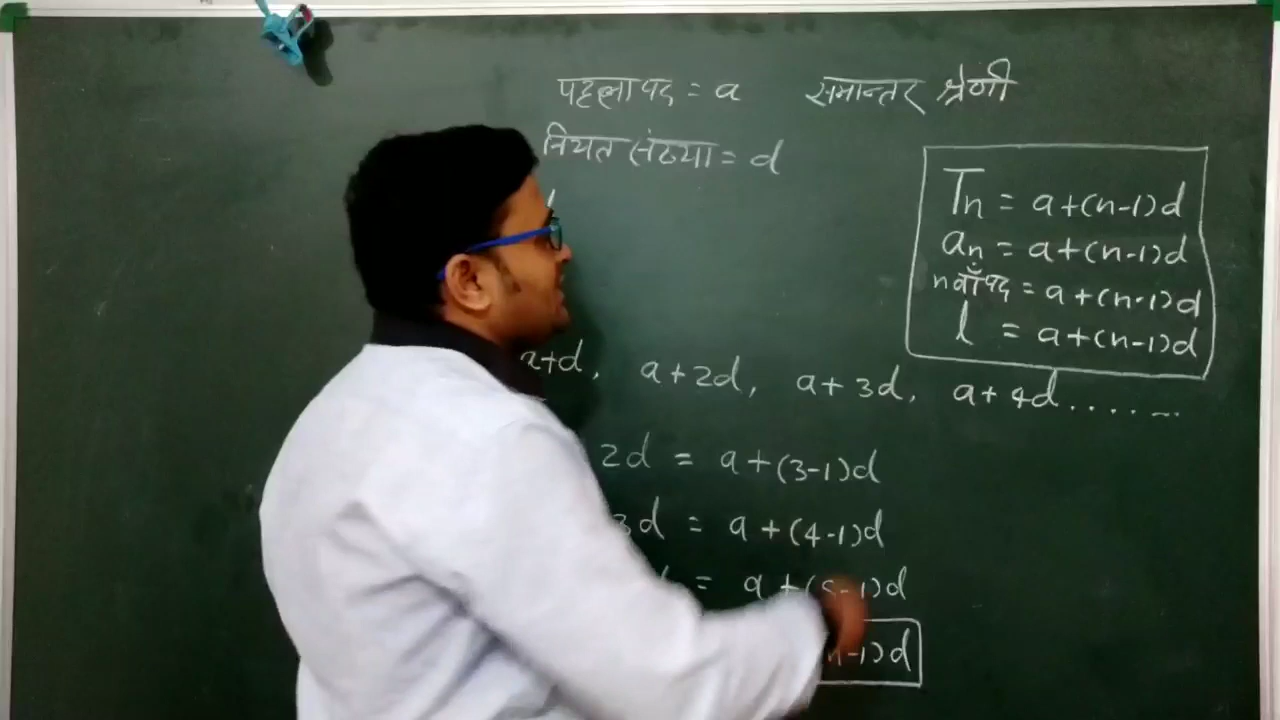 पहला पद = a
समान्तर श्रेणी
नियत संख्या = d
Tn = a+(n-1)d
an = a+(n-1)d
nवाँ पद = a+(n-1)d
l = a+(n-1)d
a+d, a+2d, a+3d, a+4d.......
2d = a+(3-1)d
3d = a+(4-1)d
= a+(5-1)d
-1)d